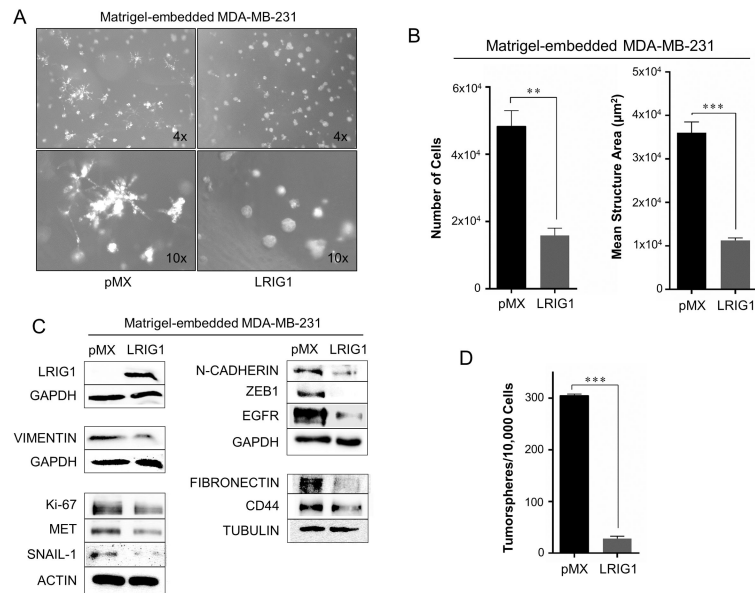 A
Matrigel-embedded MDA-MB-231
4x
4x
10x
10x
pMX
LRIG1
B
Matrigel-embedded MDA-MB-231
Number of Cells
6x10⁴
4x10⁴
2x10⁴
0
**
pMX
LRIG1
Mean Structure Area (µm²)
5x10⁴
4x10⁴
3x10⁴
2x10⁴
1x10⁴
0
***
pMX
LRIG1
C
Matrigel-embedded MDA-MB-231
pMX LRIG1
LRIG1
GAPDH
VIMENTIN
GAPDH
Ki-67
MET
SNAIL-1
ACTIN
pMX LRIG1
N-CADHERIN
ZEB1
EGFR
GAPDH
FIBRONECTIN
CD44
TUBULIN
D
Tumorspheres/10,000 Cells
300
200
100
0
***
pMX
LRIG1